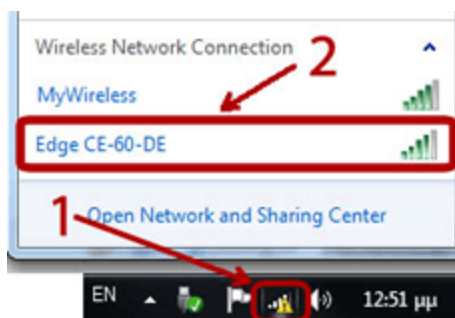 Wireless Network Connection
2
MyWireless
Edge CE-60-DE
Open Network and Sharing Center
1
EN
12:51 μμ